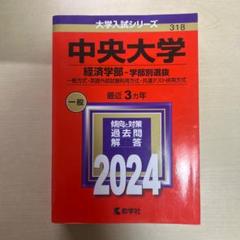 大学入試シリーズ
318
中央大学
経済学部-学部別選抜
一般方式・英語外部試験利用方式・共通テスト併用方式
一般
最近3カ年
傾向と対策
過去問
解答
2024
教学社